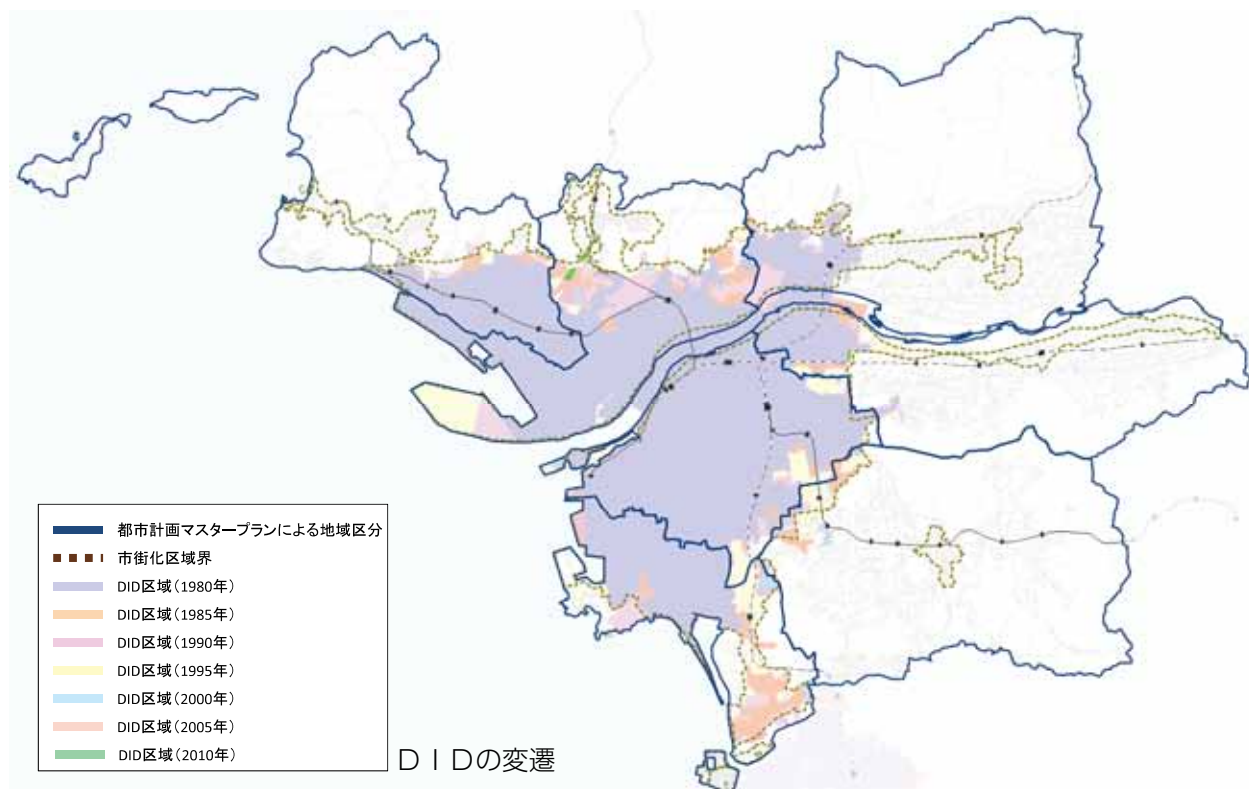 都市計画マスタープランによる地域区分
市街化区域界
DID区域(1980年)
DID区域(1985年)
DID区域(1990年)
DID区域(1995年)
DID区域(2000年)
DID区域(2005年)
DID区域(2010年)
DIDの変遷